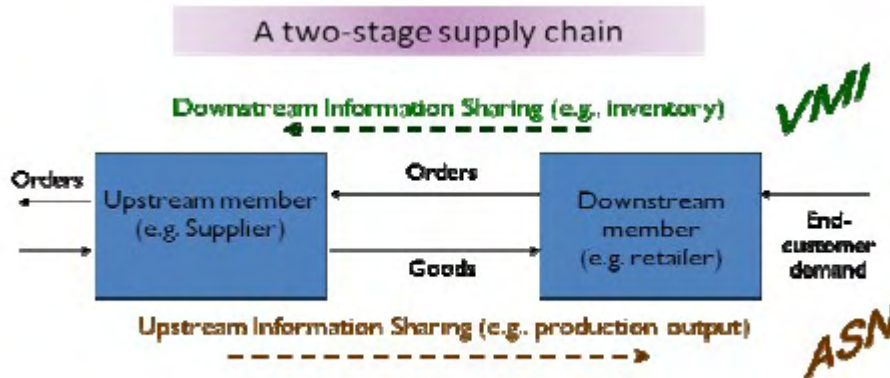 A two-stage supply chain
Downstream Information Sharing (e.g., inventory)
VMI
Orders
Upstream member
(e.g. Supplier)
Orders
Goods
Downstream
member
(e.g. retailer)
End-
customer
demand
Upstream Information Sharing (e.g., production output)
ASN